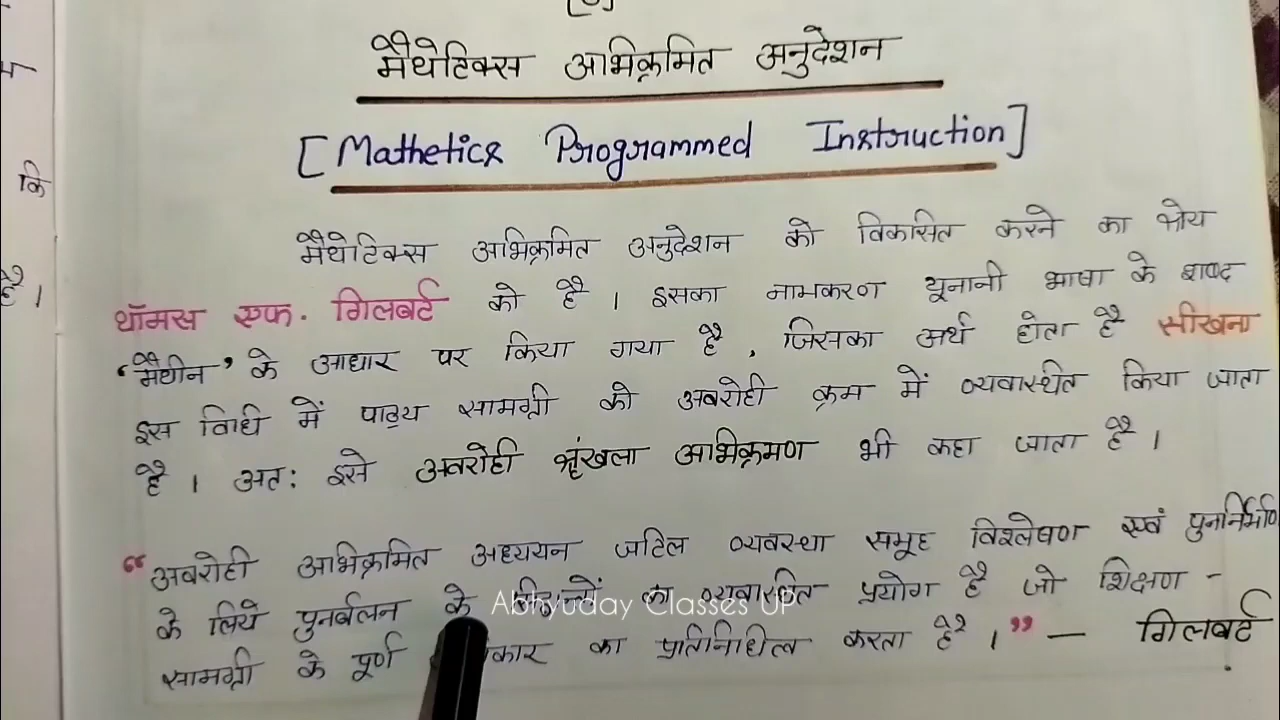 मैथेटिक्स अभिक्रमित अनुदेशन
[Mathetics Programmed Instruction]
मैथेटिक्स अभिक्रमित अनुदेशन को विकसित करने का श्रेय
थॉमस एफ. गिलबर्ट को है । इसका नामकरण यूनानी भाषा के शब्द
‘मैथीन’ के आधार पर किया गया है , जिसका अर्थ होता है सीखना
इस विधि में पाठ्य सामग्री को अवरोही क्रम में व्यवस्थित किया जाता
है । अतः इसे अवरोही श्रृंखला अभिक्रमण भी कहा जाता है ।
“अवरोही अभिक्रमित अध्ययन जटिल व्यवस्था समूह विश्लेषण एवं पुनर्निर्माण
के लिये पुनर्बलन के का व्यवस्थित प्रयोग है जो शिक्षण -
सामग्री के पूर्ण का प्रतिनिधित्व करता है ।” — गिलबर्ट
Abhyuday Classes UP
कि
है ।